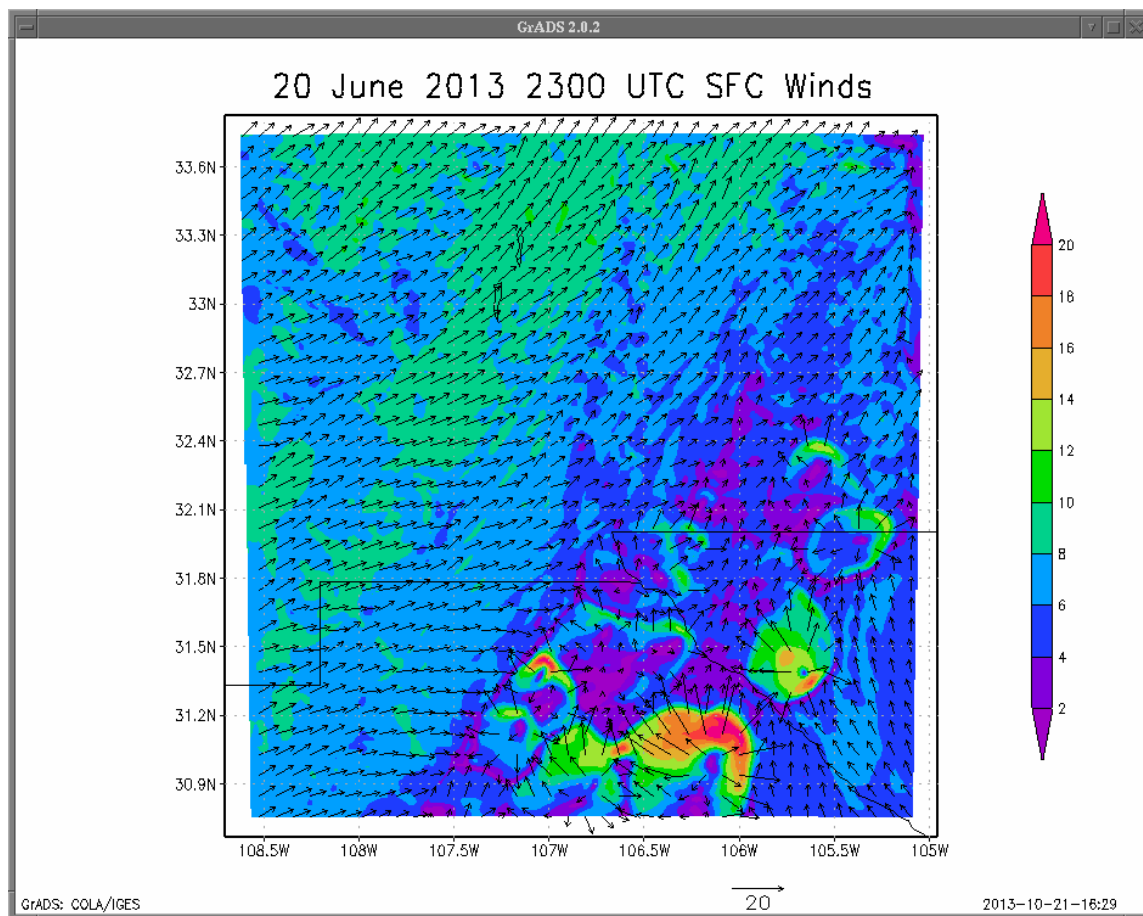 GrADS 2.0.2
20 June 2013 2300 UTC SFC Winds
33.6N
33.3N
33N
32.7N
32.4N
32.1N
31.8N
31.5N
31.2N
30.9N
108.5W 108W 107.5W 107W 106.5W 106W 105.5W 105W
20
18
16
14
12
10
8
6
4
2
20
GrADS: COLA/IGES
2013-10-21-16:29